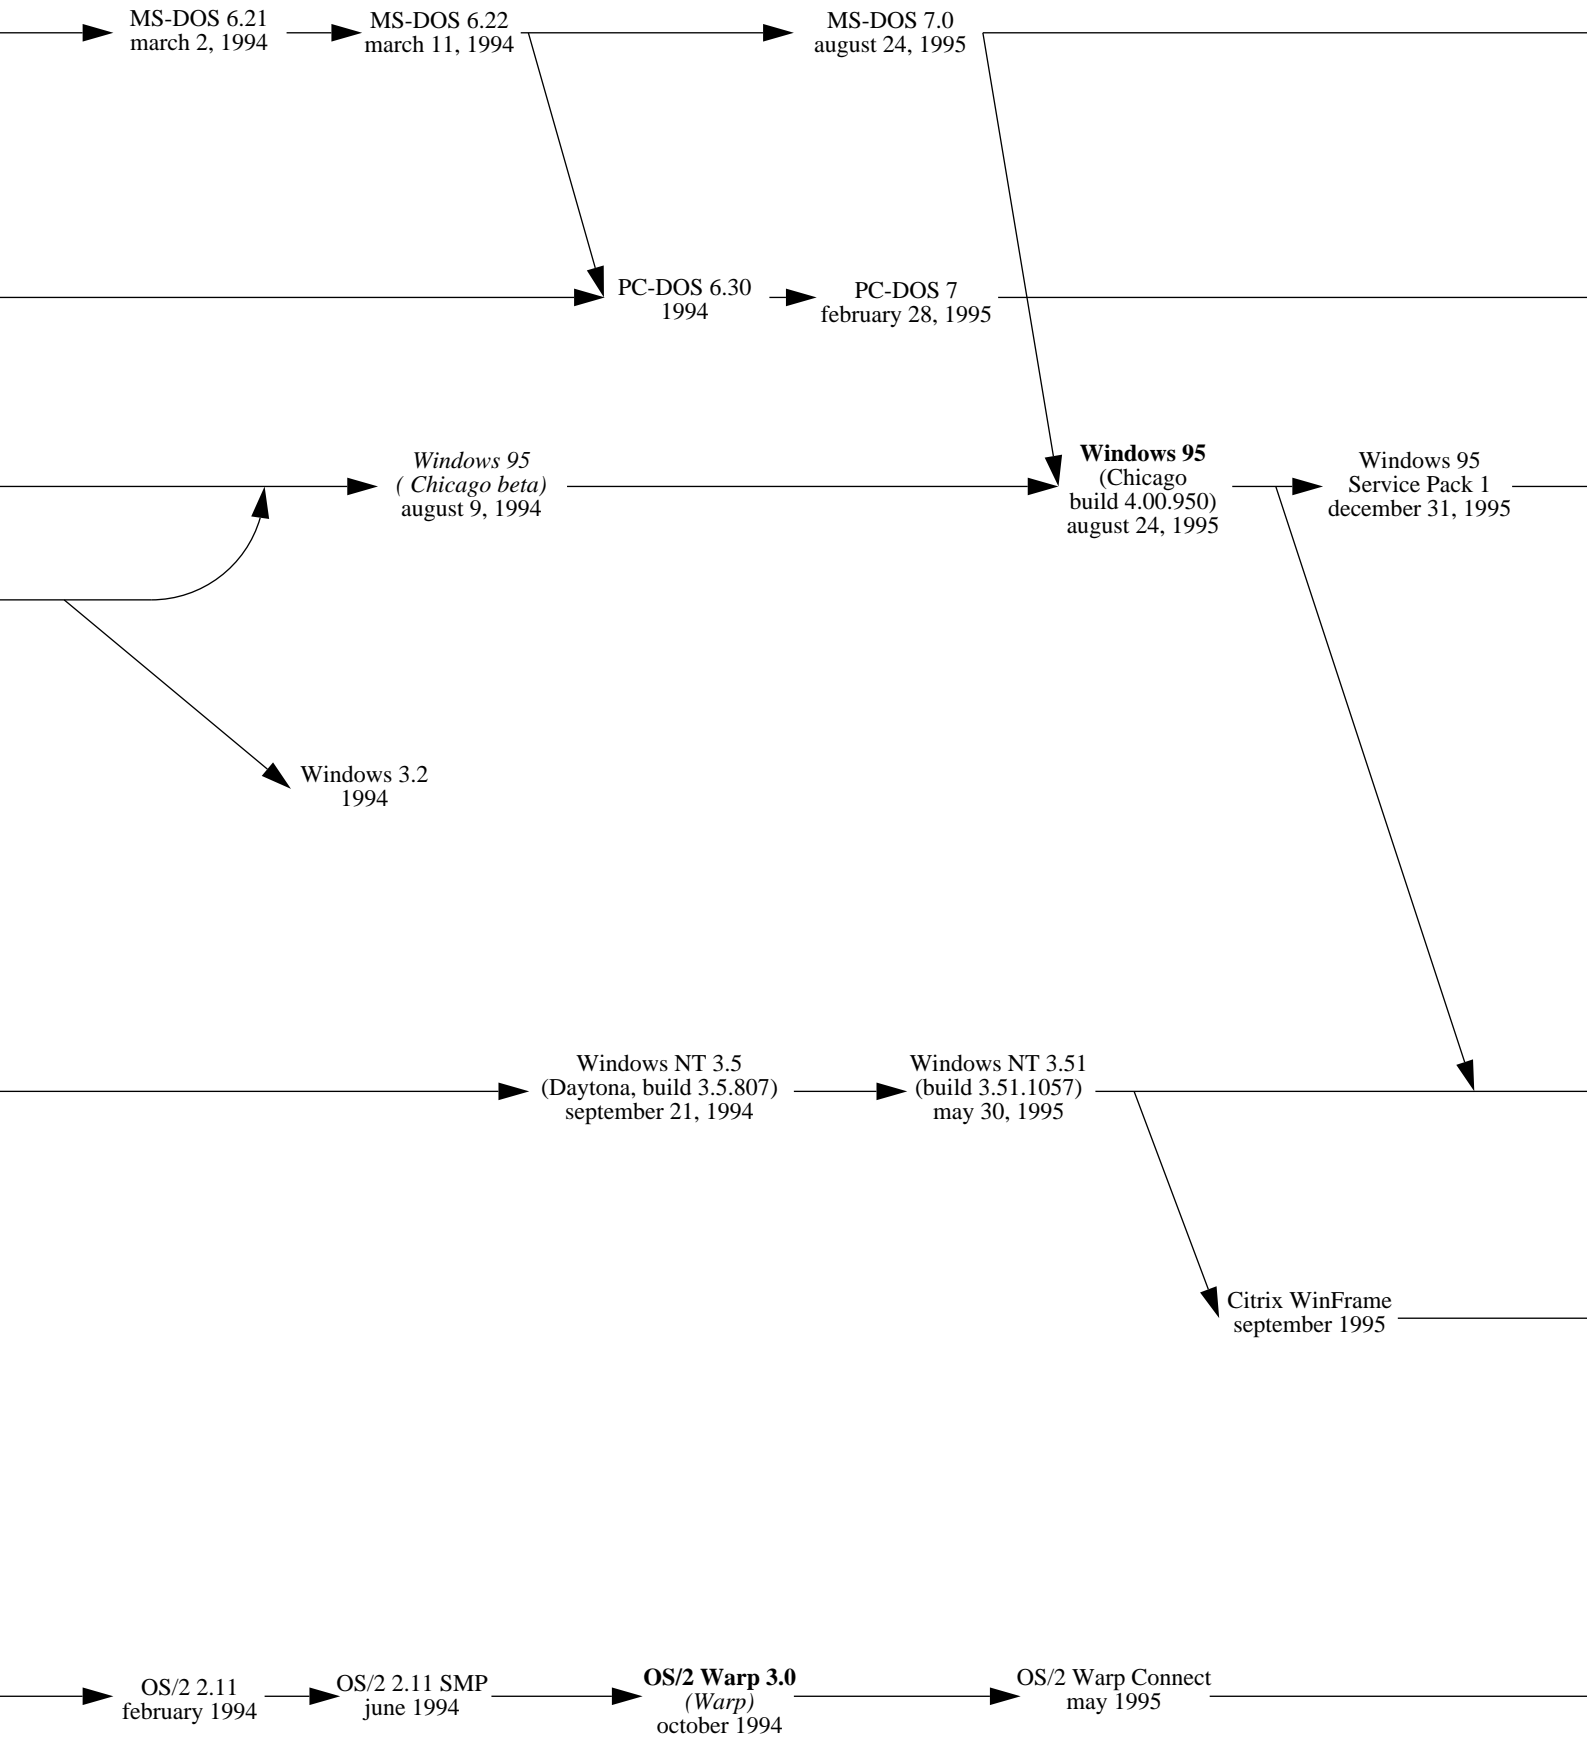 MS-DOS 6.21
march 2, 1994
MS-DOS 6.22
march 11, 1994
MS-DOS 7.0
august 24, 1995
PC-DOS 6.30
1994
PC-DOS 7
february 28, 1995
Windows 95
( Chicago beta)
august 9, 1994
Windows 95
(Chicago
build 4.00.950)
august 24, 1995
Windows 95
Service Pack 1
december 31, 1995
Windows 3.2
1994
Windows NT 3.5
(Daytona, build 3.5.807)
september 21, 1994
Windows NT 3.51
(build 3.51.1057)
may 30, 1995
Citrix WinFrame
september 1995
OS/2 2.11
february 1994
OS/2 2.11 SMP
june 1994
OS/2 Warp 3.0
(Warp)
october 1994
OS/2 Warp Connect
may 1995